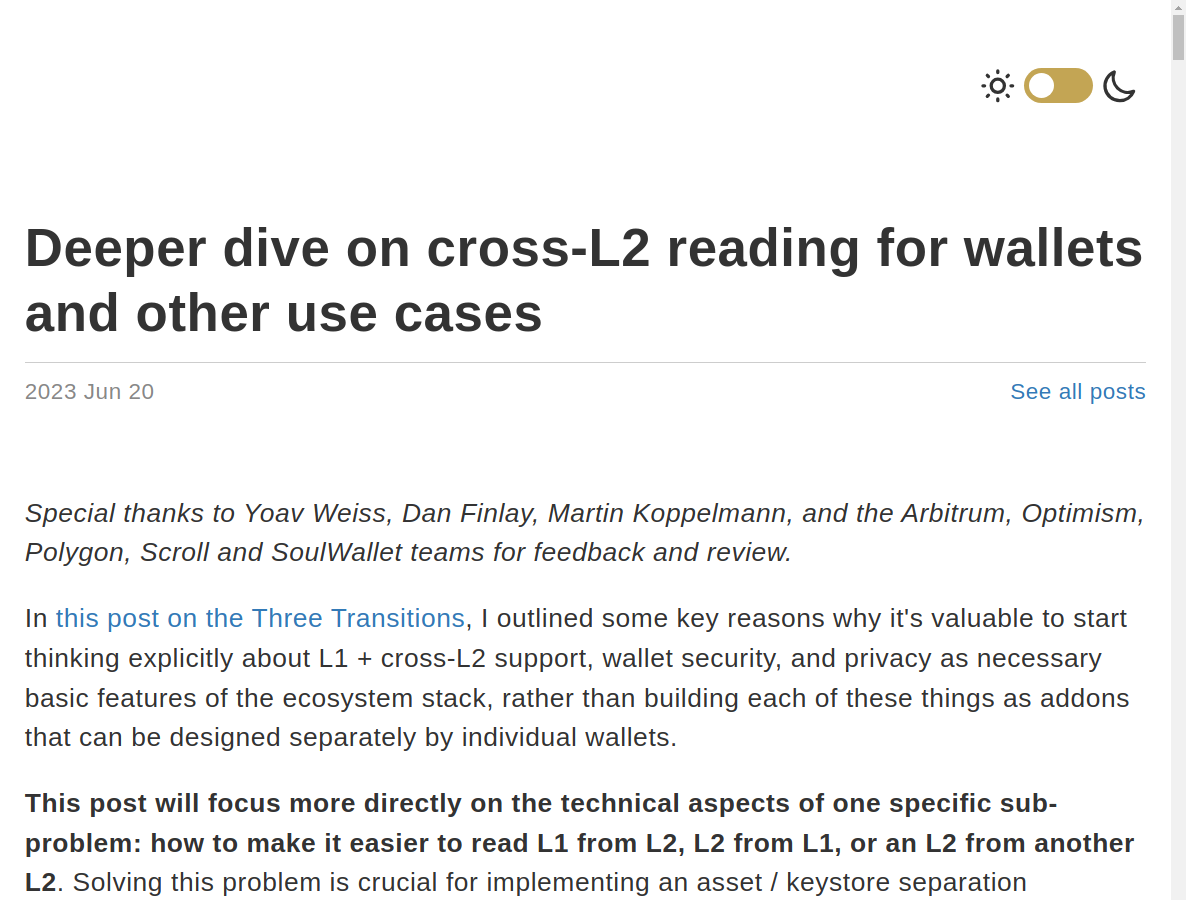 Deeper dive on cross-L2 reading for wallets
and other use cases
2023 Jun 20
See all posts
Special thanks to Yoav Weiss, Dan Finlay, Martin Koppelmann, and the Arbitrum, Optimism,
Polygon, Scroll and SoulWallet teams for feedback and review.
In this post on the Three Transitions, I outlined some key reasons why it's valuable to start
thinking explicitly about L1 + cross-L2 support, wallet security, and privacy as necessary
basic features of the ecosystem stack, rather than building each of these things as addons
that can be designed separately by individual wallets.
This post will focus more directly on the technical aspects of one specific sub-
problem: how to make it easier to read L1 from L2, L2 from L1, or an L2 from another
L2. Solving this problem is crucial for implementing an asset / keystore separation